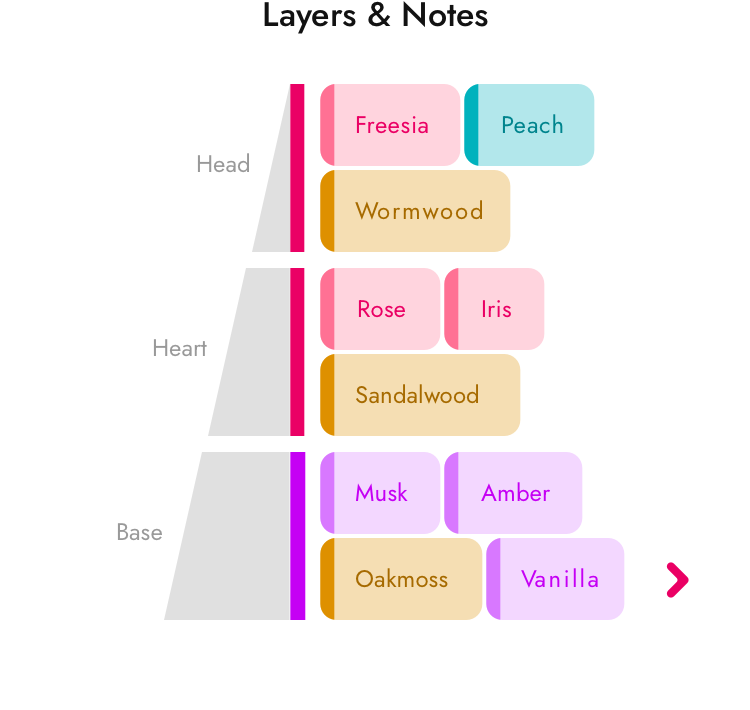 Layers & Notes
Head
Freesia
Peach
Wormwood
Heart
Rose
Iris
Sandalwood
Base
Musk
Amber
Oakmoss
Vanilla